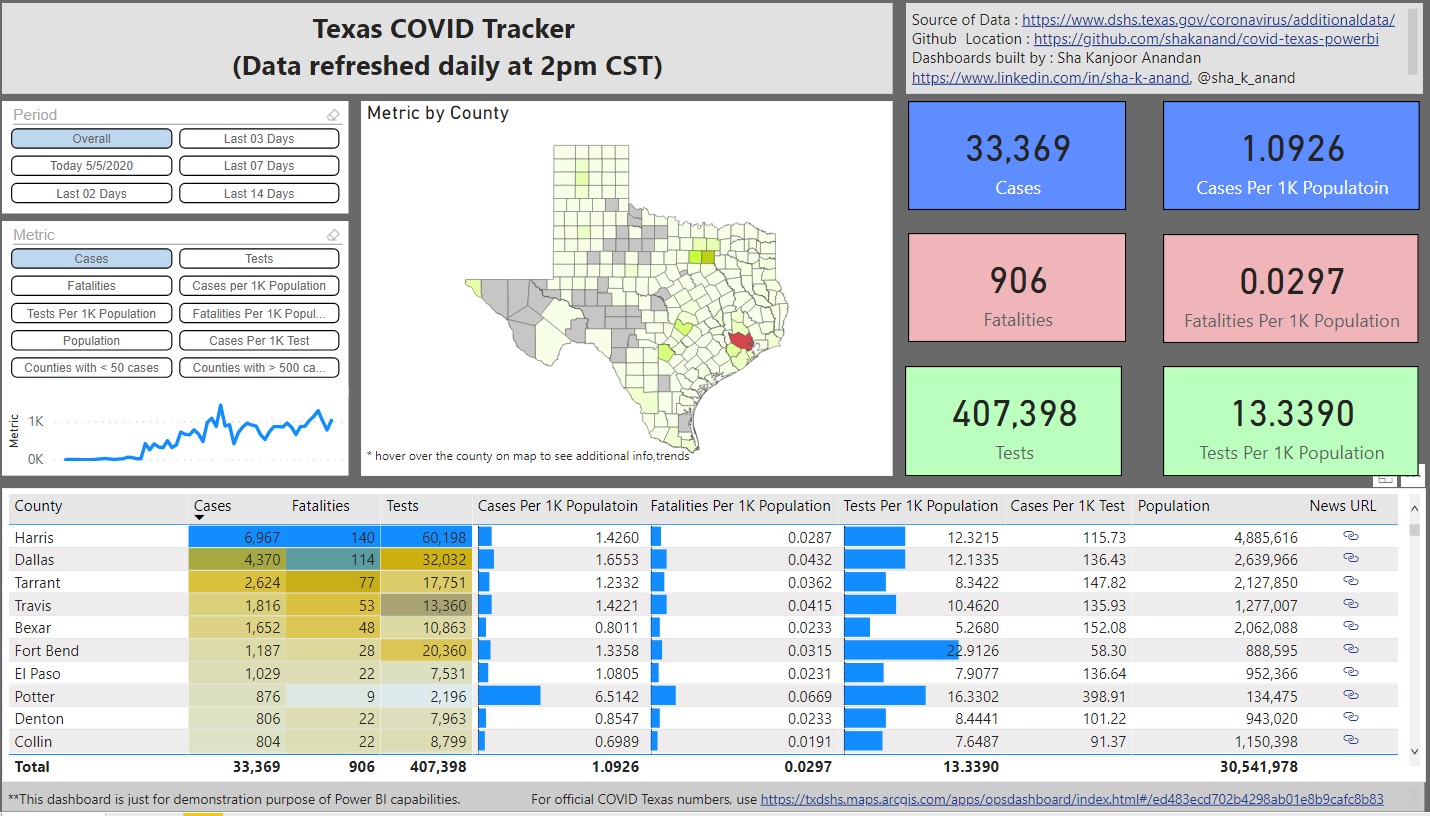 Texas COVID Tracker
(Data refreshed daily at 2pm CST)
Source of Data : https://www.dshs.texas.gov/coronavirus/additionaldata/
Github Location : https://github.com/shakanand/covid-texas-powerbi
Dashboards built by : Sha Kanjoor Anandan
https://www.linkedin.com/in/sha-k-anand, @sha_k_anand
Period
Overall Last 03 Days
Today 5/5/2020 Last 07 Days
Last 02 Days Last 14 Days
Metric
Cases Tests
Fatalities Cases per 1K Population
Tests Per 1K Population Fatalities Per 1K Popul...
Population Cases Per 1K Test
Counties with < 50 cases Counties with > 500 ca...
Metric
1K
0K
Metric by County
* hover over the county on map to see additional info,trends
33,369
Cases
1.0926
Cases Per 1K Populatoin
906
Fatalities
0.0297
Fatalities Per 1K Population
407,398
Tests
13.3390
Tests Per 1K Population
County Cases Fatalities Tests Cases Per 1K Populatoin Fatalities Per 1K Population Tests Per 1K Population Cases Per 1K Test Population News URL
Harris 6,967 140 60,198 1.4260 0.0287 12.3215 115.73 4,885,616
Dallas 4,370 114 32,032 1.6553 0.0432 12.1335 136.43 2,639,966
Tarrant 2,624 77 17,751 1.2332 0.0362 8.3422 147.82 2,127,850
Travis 1,816 53 13,360 1.4221 0.0415 10.4620 135.93 1,277,007
Bexar 1,652 48 10,863 0.8011 0.0233 5.2680 152.08 2,062,088
Fort Bend 1,187 28 20,360 1.3358 0.0315 22.9126 58.30 888,595
El Paso 1,029 22 7,531 1.0805 0.0231 7.9077 136.64 952,366
Potter 876 9 2,196 6.5142 0.0669 16.3302 398.91 134,475
Denton 806 22 7,963 0.8547 0.0233 8.4441 101.22 943,020
Collin 804 22 8,799 0.6989 0.0191 7.6487 91.37 1,150,398
Total 33,369 906 407,398 1.0926 0.0297 13.3390 30,541,978
**This dashboard is just for demonstration purpose of Power BI capabilities. For official COVID Texas numbers, use https://txdshs.maps.arcgis.com/apps/opsdashboard/index.html#/ed483ecd702b4298ab01e8b9cafc8b83